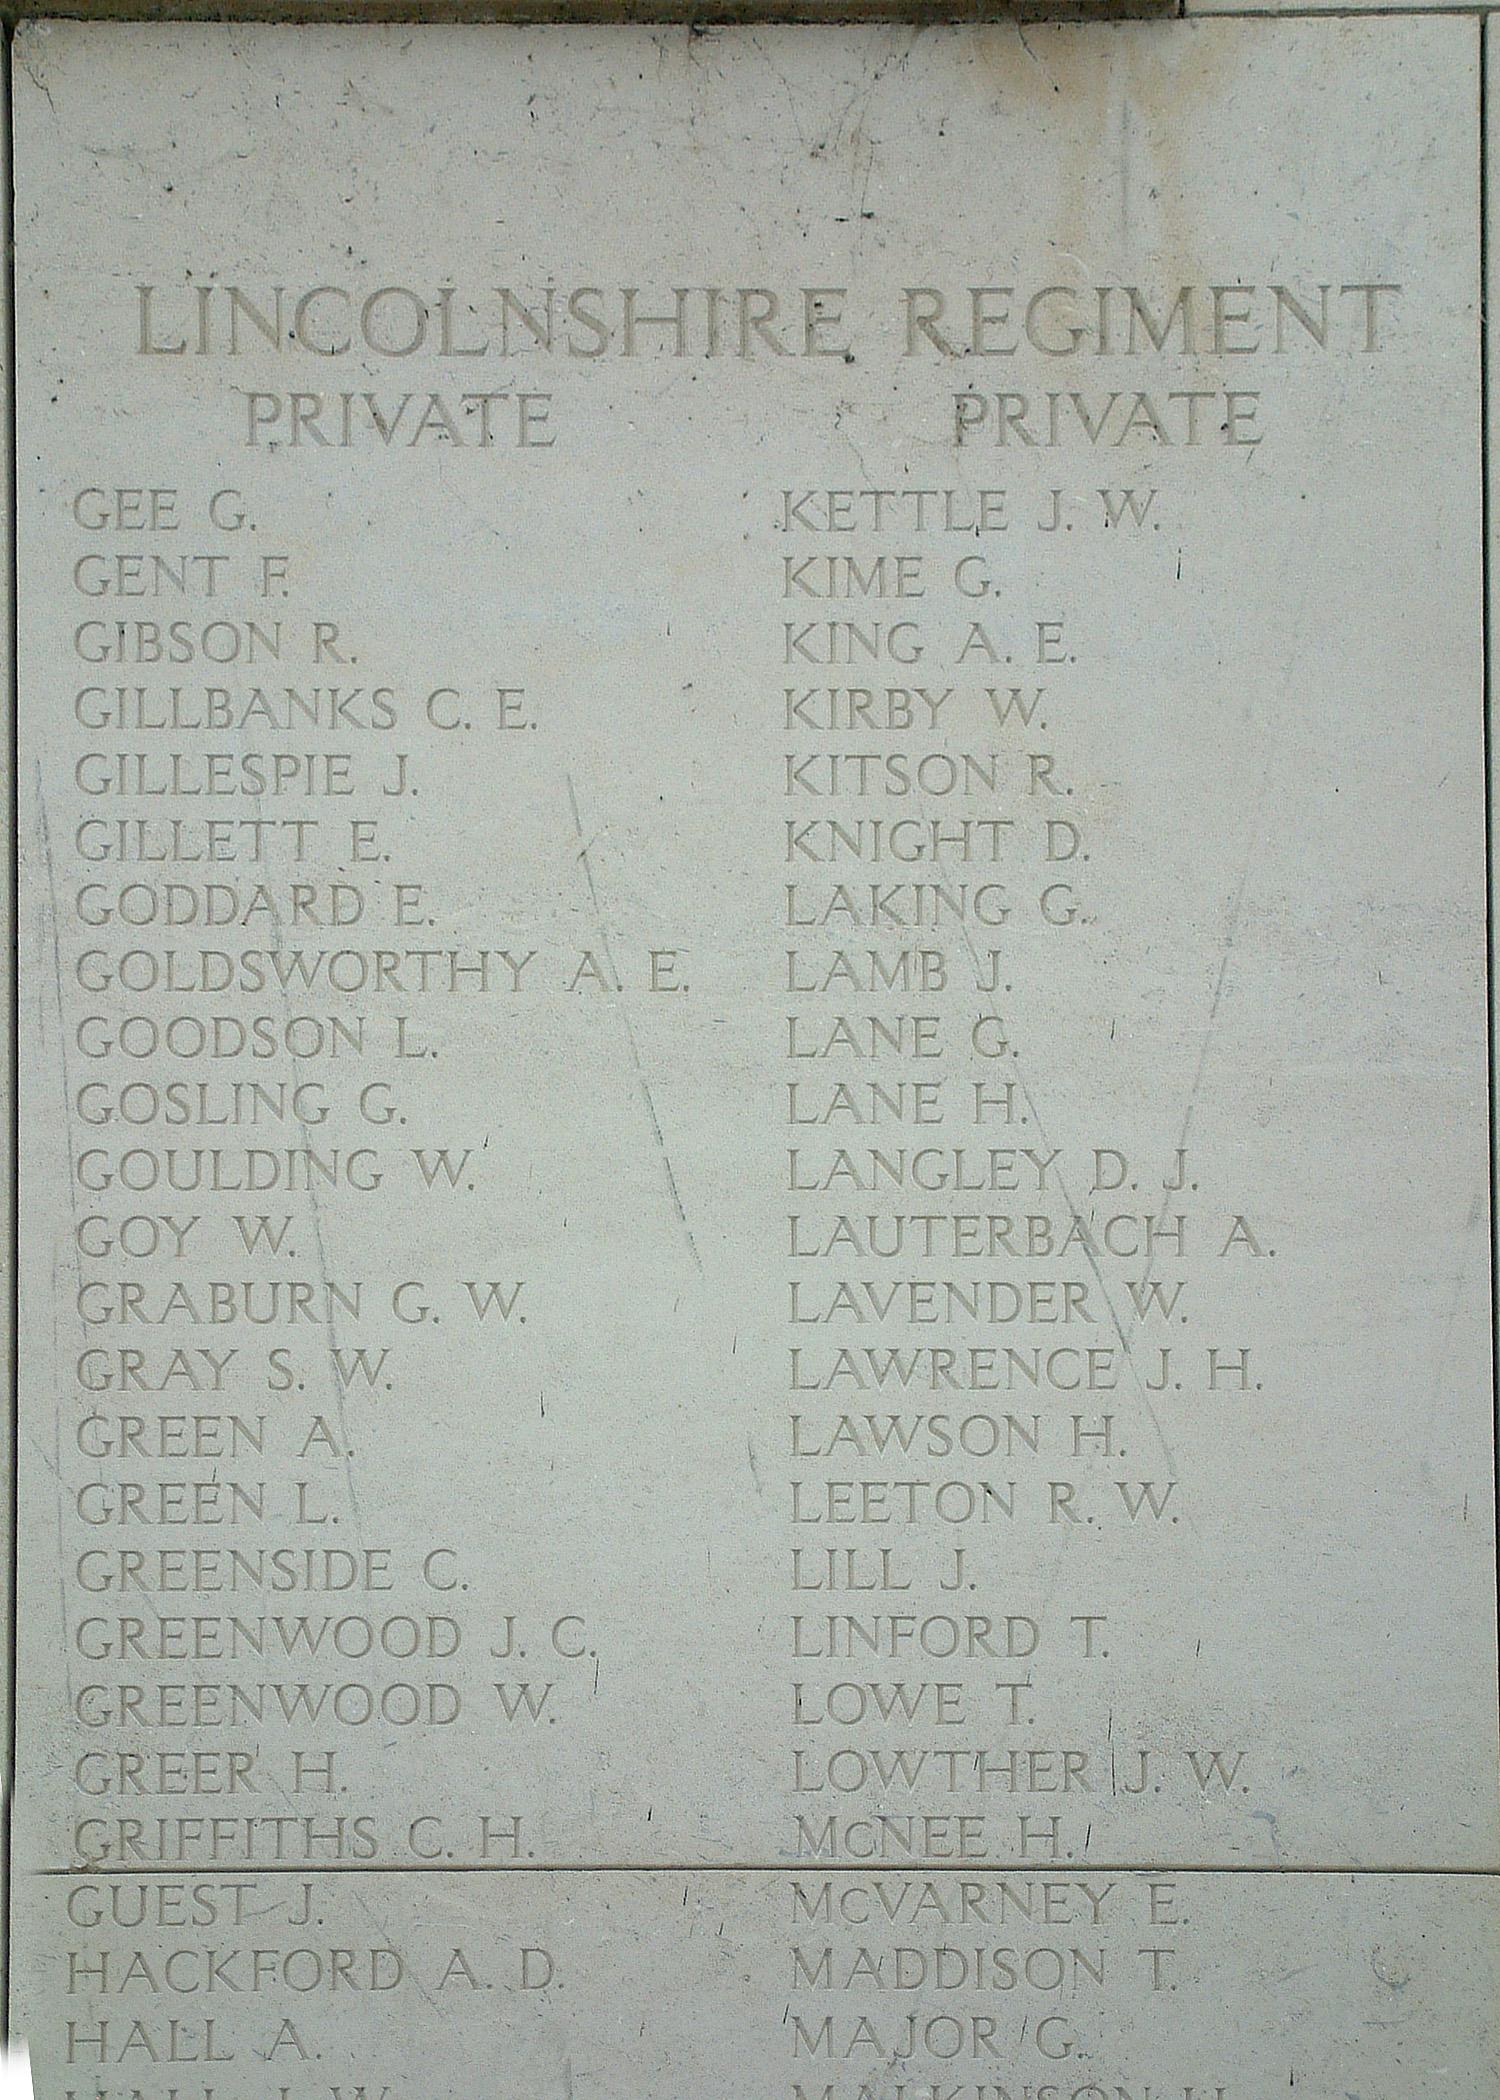 LINCOLNSHIRE REGIMENT
PRIVATE
GEE G.
GENT F.
GIBSON R.
GILLBANKS C. E.
GILLESPIE J.
GILLETT E.
GODDARD E.
GOLDSWORTHY A. E.
GOODSON L.
GOSLING G.
GOULDING W.
GOY W.
GRABURN G. W.
GRAY S. W.
GREEN A.
GREEN L.
GREENSIDE C.
GREENWOOD J. C.
GREENWOOD W.
GREER H.
GRIFFITHS C. H.
GUEST J.
HACKFORD A. D.
HALL A.
HALL J. W.
PRIVATE
KETTLE J. W.
KIME G.
KING A. E.
KIRBY W.
KITSON R.
KNIGHT D.
LAKING G.
LAMB J.
LANE G.
LANE H.
LANGLEY D. J.
LAUTERBACH A.
LAVENDER W.
LAWRENCE J. H.
LAWSON H.
LEETON R. W.
LILL J.
LINFORD T.
LOWE T.
LOWTHER J. W.
McNEE H.
McVARNEY E.
MADDISON T.
MAJOR G.
MALKINSON H.